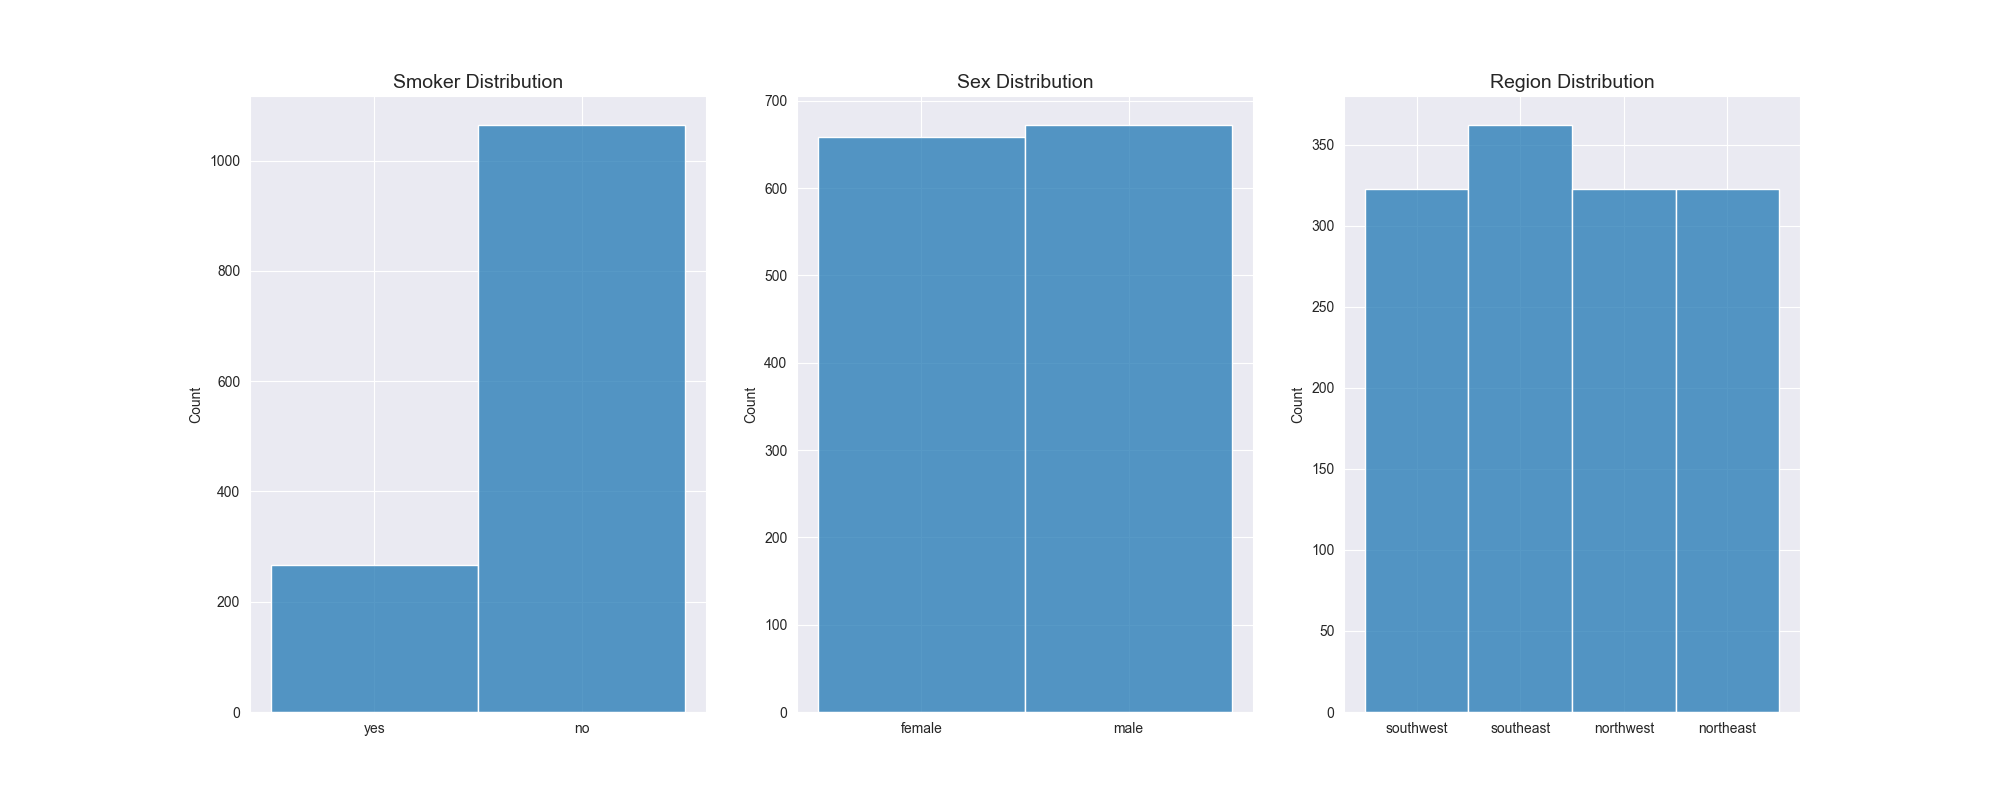 Smoker Distribution
Count
1000
800
600
400
200
0
yes no
Sex Distribution
Count
700
600
500
400
300
200
100
0
female male
Region Distribution
Count
350
300
250
200
150
100
50
0
southwest southeast northwest northeast